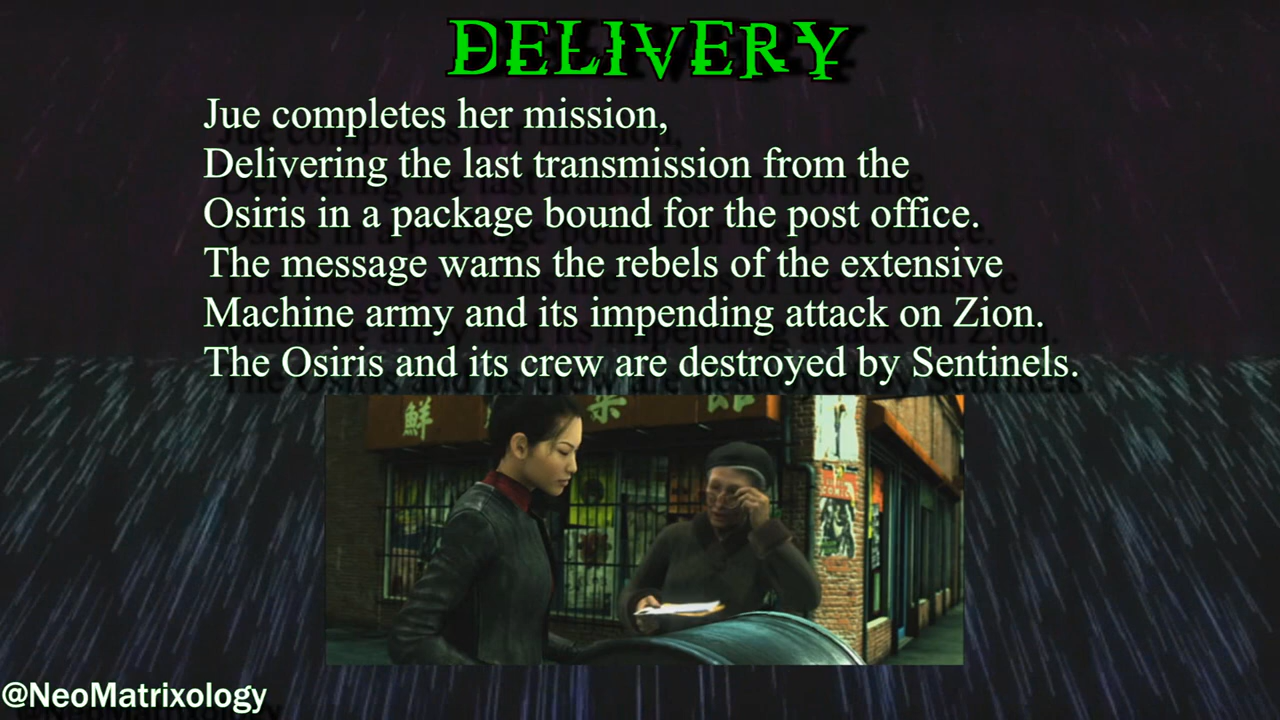 DELIVERY
Jue completes her mission,
Delivering the last transmission from the
Osiris in a package bound for the post office.
The message warns the rebels of the extensive
Machine army and its impending attack on Zion.
The Osiris and its crew are destroyed by Sentinels.
鮮
@NeoMatrixology